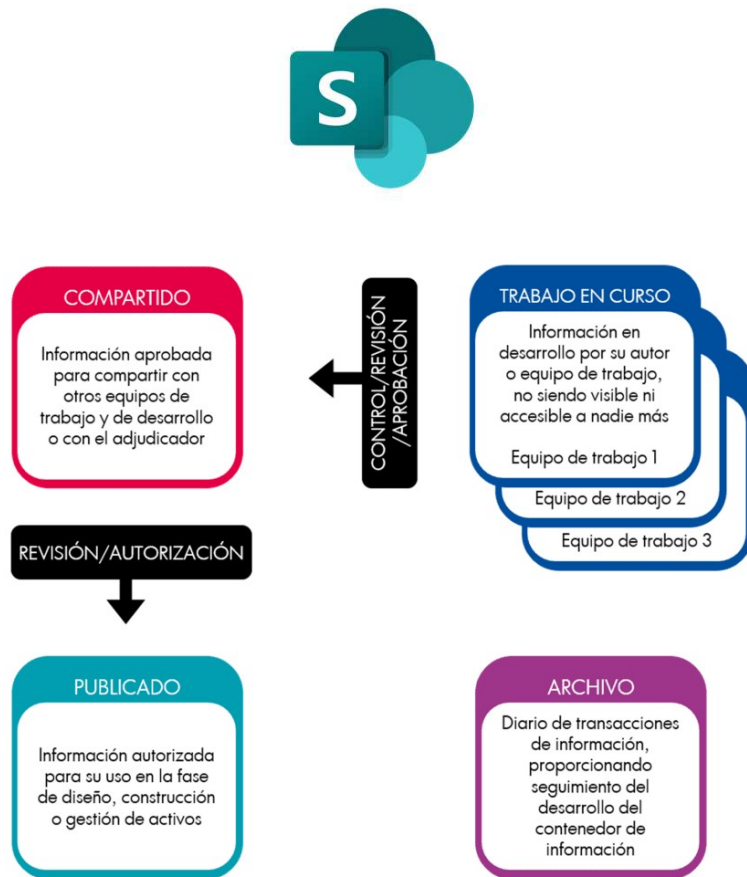 S
COMPARTIDO
Información aprobada
para compartir con
otros equipos de
trabajo y de desarrollo
o con el adjudicador
CONTROL/REVISIÓN
/APROBACIÓN
TRABAJO EN CURSO
Información en
desarrollo por su autor
o equipo de trabajo,
no siendo visible ni
accesible a nadie más
Equipo de trabajo 1
Equipo de trabajo 2
Equipo de trabajo 3
REVISIÓN/AUTORIZACIÓN
PUBLICADO
Información autorizada
para su uso en la fase
de diseño, construcción
o gestión de activos
ARCHIVO
Diario de transacciones
de información,
proporcionando
seguimiento del
desarrollo del
contenedor de
información